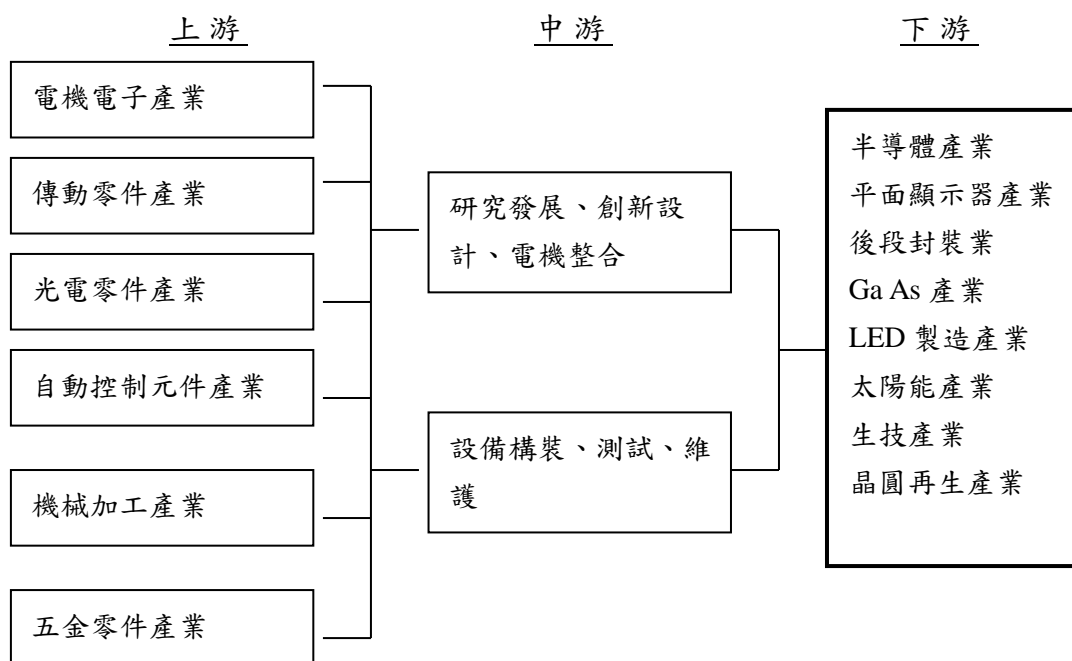 上游
中游
下游
電機電子產業
傳動零件產業
光電零件產業
自動控制元件產業
機械加工產業
五金零件產業
研究發展、創新設
計、電機整合
設備構裝、測試、維
護
半導體產業
平面顯示器產業
後段封裝業
Ga As 產業
LED 製造產業
太陽能產業
生技產業
晶圓再生產業